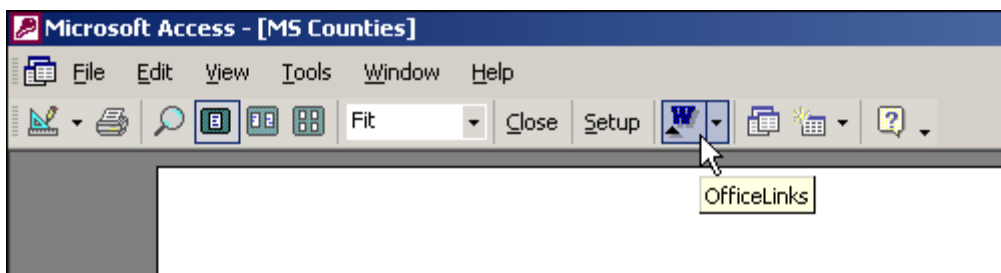 Microsoft Access - [MS Counties]
File Edit View Tools Window Help
Fit Close Setup W
OfficeLinks